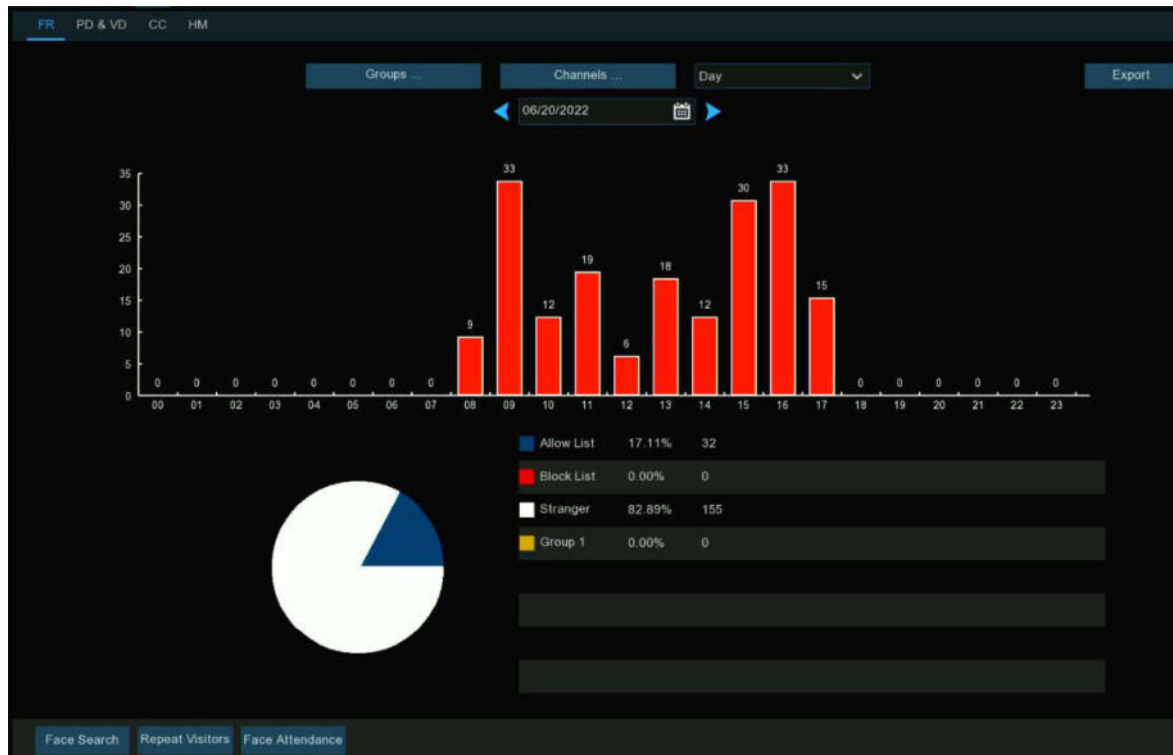 FR PD & VD CC HM
Groups ... Channels ... Day Export
06/20/2022
33 33
35
30
30
25
19
18
20
12 12 15
15
9
10
6
5
0 0 0 0 0 0 0 0 0 0 0 0 0 0
0
00 01 02 03 04 05 06 07 08 09 10 11 12 13 14 15 16 17 18 19 20 21 22 23
Allow List 17.11% 32
Block List 0.00% 0
Stranger 82.89% 155
Group 1 0.00% 0
Face Search Repeat Visitors Face Attendance